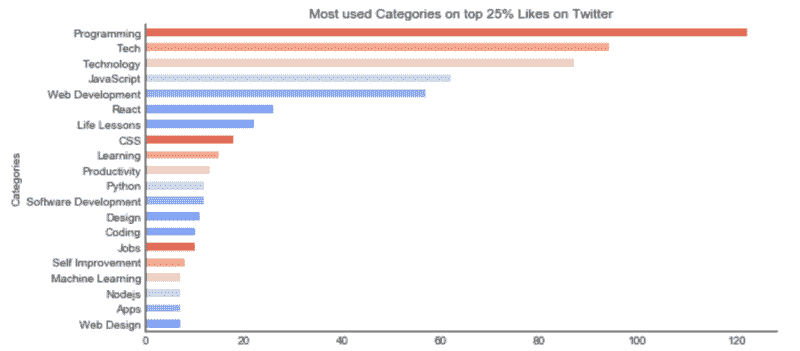 Most used Categories on top 25% Likes on Twitter
Programming
Tech
Technology
JavaScript
Web Development
React
Life Lessons
CSS
Learning
Productivity
Python
Software Development
Design
Coding
Jobs
Self Improvement
Machine Learning
Nodejs
Apps
Web Design
Categories
0 20 40 60 80 100 120